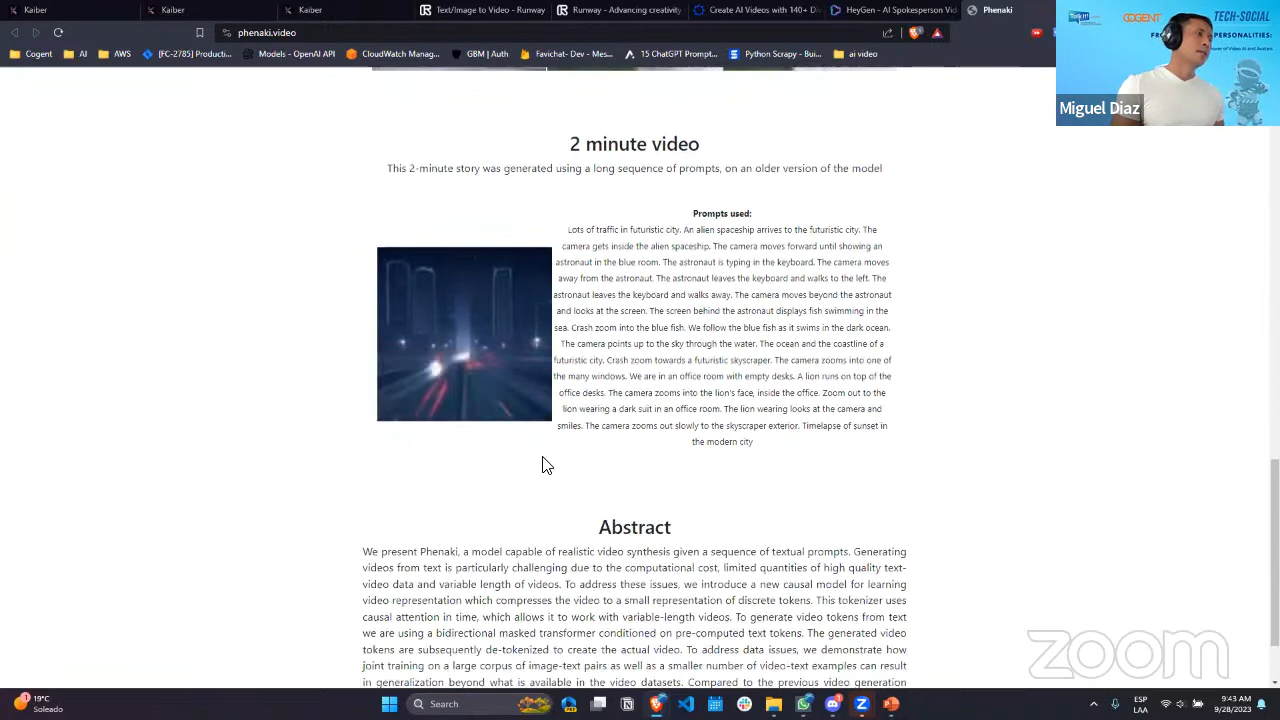 Kaiber
Kaiber
Text/Image to Video - Runway
Runway - Advancing creativity
Create AI Videos with 140+ D
HeyGen - AI Spokesperson Vid
Phenaki
phenaki.video
Cogent
AI
AWS
[FC-2785] - Produc...
Models - OpenAI API
CloudWatch Manag...
GBM | Auth - Dev - Mes...
15 ChatGPT Prompts...
Python Scrapy - Bui...
ai video
TECH-SOCIAL
COGENT
Talk It!!
PERSONALITIES:
Power of Video AI and Avatars
Miguel Diaz
2 minute video
This 2-minute story was generated using a long sequence of prompts, on an older version of the model
Prompts used:
Lots of traffic in futuristic city. An alien spaceship arrives to the futuristic city. The
camera gets inside the alien spaceship. The camera moves forward until showing an
astronaut in the blue room. The astronaut is typing in the keyboard. The camera moves
away from the astronaut. The astronaut leaves the keyboard and walks to the left. The
astronaut leaves the keyboard and walks away. The camera moves beyond the astronaut
and looks at the screen. The screen behind the astronaut displays fish swimming in the
sea. Crash zoom into the blue fish. We follow the blue fish as it swims in the dark ocean.
The camera points up to the sky through the water. The ocean and the coastline of a
futuristic city. Crash zoom towards a futuristic skyscraper. The camera zooms into one of
the many windows. We are in an office room with empty desks. A lion runs on top of the
office desks. The camera zooms into the lion's face, inside the office. Zoom out to the
lion wearing a dark suit in an office room. The lion wearing looks at the camera and
smiles. The camera zooms out slowly to the skyscraper exterior. Timelapse of sunset in
the modern city
Abstract
We present Phenaki, a model capable of realistic video synthesis given a sequence of textual prompts. Generating
videos from text is particularly challenging due to the computational cost, limited quantities of high quality text-
video data and variable length of videos. To address these issues, we introduce a new causal model for learning
video representation which compresses the video to a small representation of discrete tokens. This tokenizer uses
causal attention in time, which allows it to work with variable-length videos. To generate video tokens from text
we are using a bidirectional masked transformer conditioned on pre-computed text tokens. The generated video
tokens are subsequently de-tokenized to create the actual video. To address data issues, we demonstrate how
joint training on a large corpus of image-text pairs as well as a smaller number of video-text examples can result
in generalization beyond what is available in the video datasets. Compared to the previous video generation
zoom
19°C
Soleado
Search
ESP
LAA
9:43 AM
9/28/2023